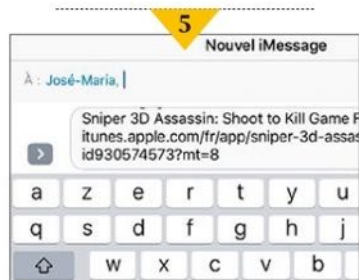 5
Nouvel iMessage
À : José-Maria,
Sniper 3D Assassin: Shoot to Kill Game F
itunes.apple.com/fr/app/sniper-3d-assas
id930574573?mt=8
a z e r t y u
q s d f g h j
w x c v b